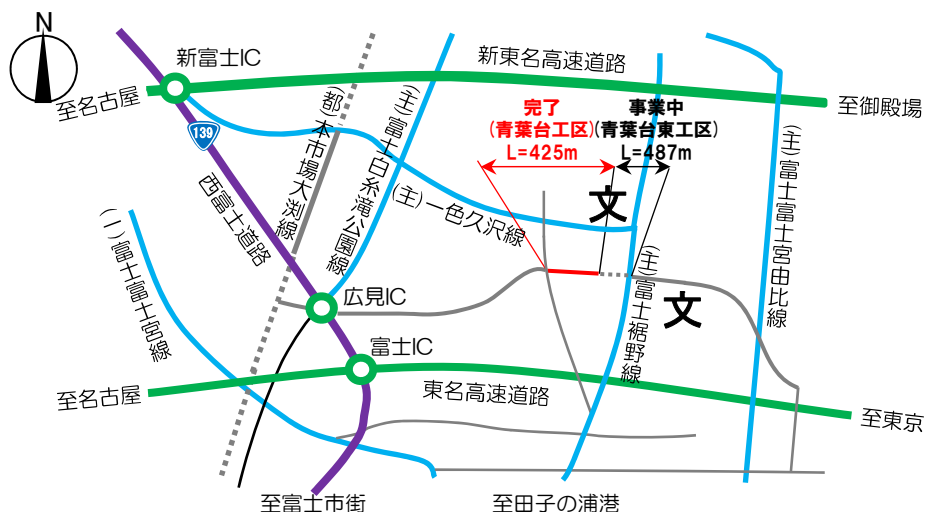 N
新富士IC
至名古屋
139
(都)本市場大渕線
(主)富士白糸滝公園線
新東名高速道路
至御殿場
完了
(青葉台工区)
L=425m
事業中
(青葉台東工区)
L=487m
文
(主)富士富士宮由比線
西富士道路
(主)一色久沢線
(一)富士富士宮線
広見IC
(主)富士裾野線
文
富士IC
至名古屋
東名高速道路
至東京
至富士市街
至田子の浦港